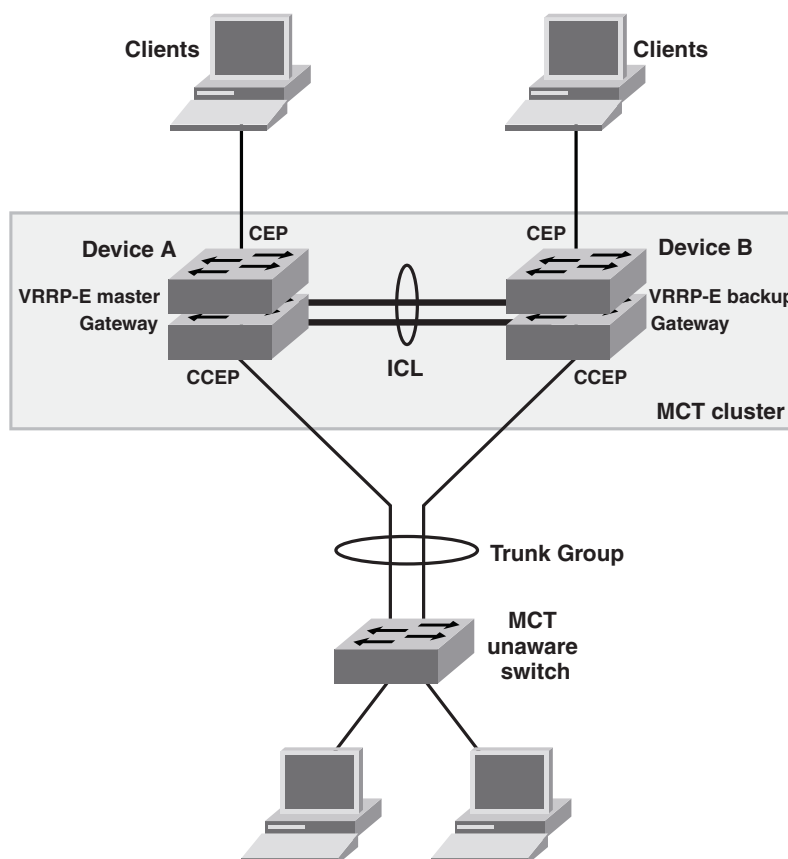 Clients
Clients
CEP
CEP
Device A
Device B
VRRP-E master
VRRP-E backup
Gateway
Gateway
ICL
CCEP
CCEP
MCT cluster
Trunk Group
MCT
unaware
switch